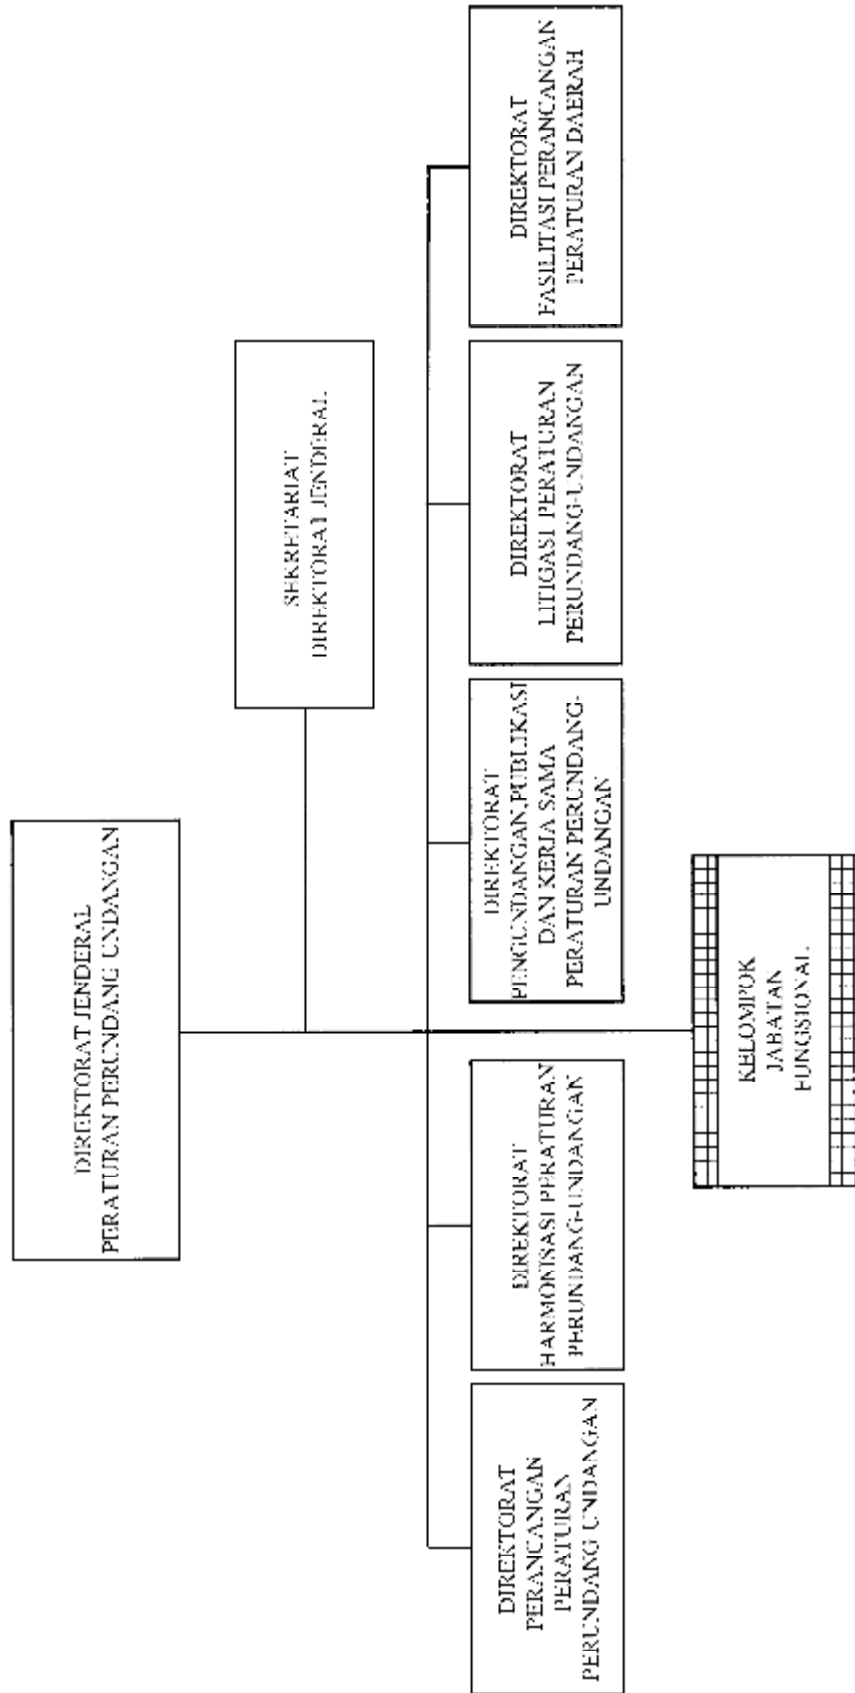 DIREKTORAT JENDERAL
PERATURAN PERUNDANG UNDANGAN
SEKRETARIAT
DIREKTORAT JENDERAL
DIREKTORAT
PERANCANGAN
PERATURAN
PERUNDANG UNDANGAN
DIREKTORAT
HARMONISASI PERATURAN
PERUNDANG-UNDANGAN
DIREKTORAT
PENGUNDANGAN,PUBLIKASI
DAN KERJA SAMA
PERATURAN PERUNDANG-
UNDANGAN
DIREKTORAT
LITIGASI PERATURAN
PERUNDANG-UNDANGAN
DIREKTORAT
FASILITASI PERANCANGAN
PERATURAN DAERAH
KELOMPOK
JABATAN
FUNGSIONAL